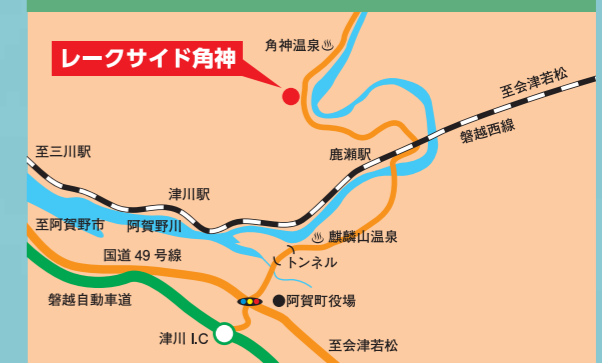 角神温泉♨
レークサイド角神
至会津若松
磐越西線
至三川駅
鹿瀬駅
津川駅
至阿賀野市
阿賀野川
♨麒麟山温泉
国道49号線
トンネル
磐越自動車道
●阿賀町役場
津川 I.C
至会津若松